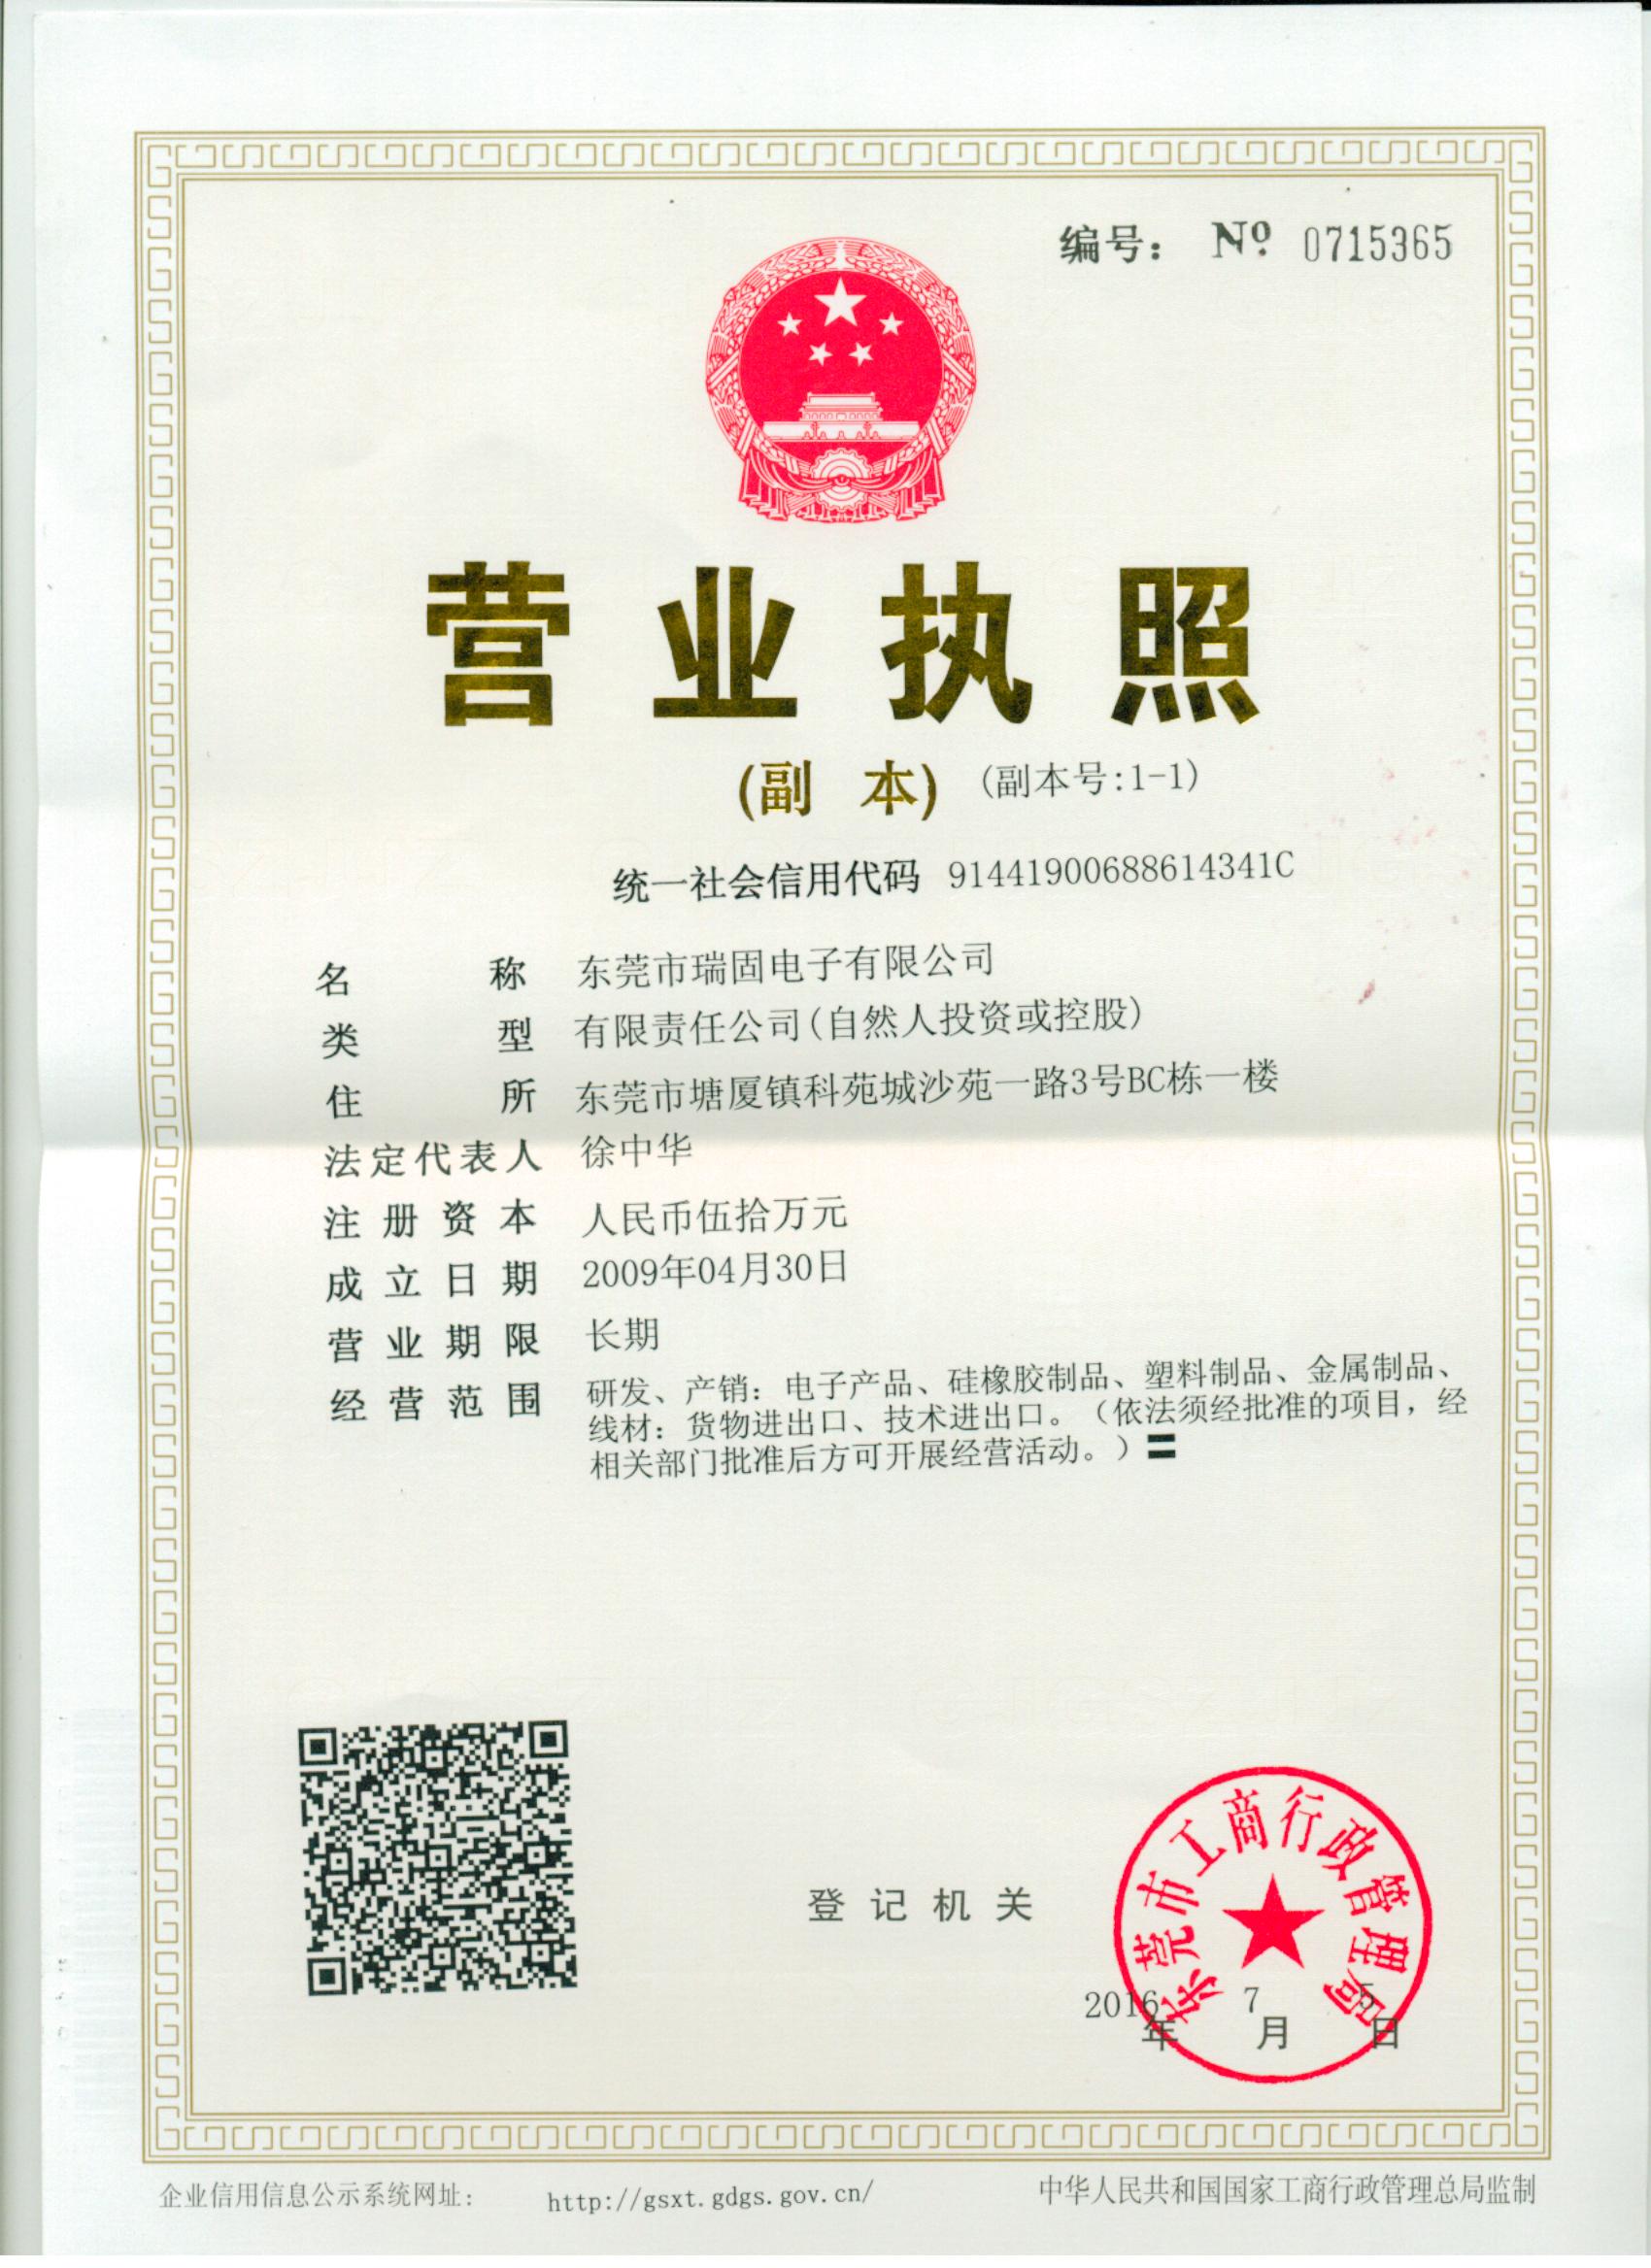 编号： № 0715365
营业执照
(副 本) (副本号:1-1)
统一社会信用代码 91441900688614341C
名 称 东莞市瑞固电子有限公司
类 型 有限责任公司(自然人投资或控股)
住 所 东莞市塘厦镇科苑城沙苑一路3号BC栋一楼
法定代表人 徐中华
注册资本 人民币伍拾万元
成立日期 2009年04月30日
营业期限 长期
经营范围 研发、产销：电子产品、硅橡胶制品、塑料制品、金属制品、
线材：货物进出口、技术进出口。（依法须经批准的项目，经
相关部门批准后方可开展经营活动。）〓
东莞市工商行政管理局
登记机关
2016年 7月 5日
企业信用信息公示系统网址： http://gsxt.gdgs.gov.cn/ 中华人民共和国国家工商行政管理总局监制